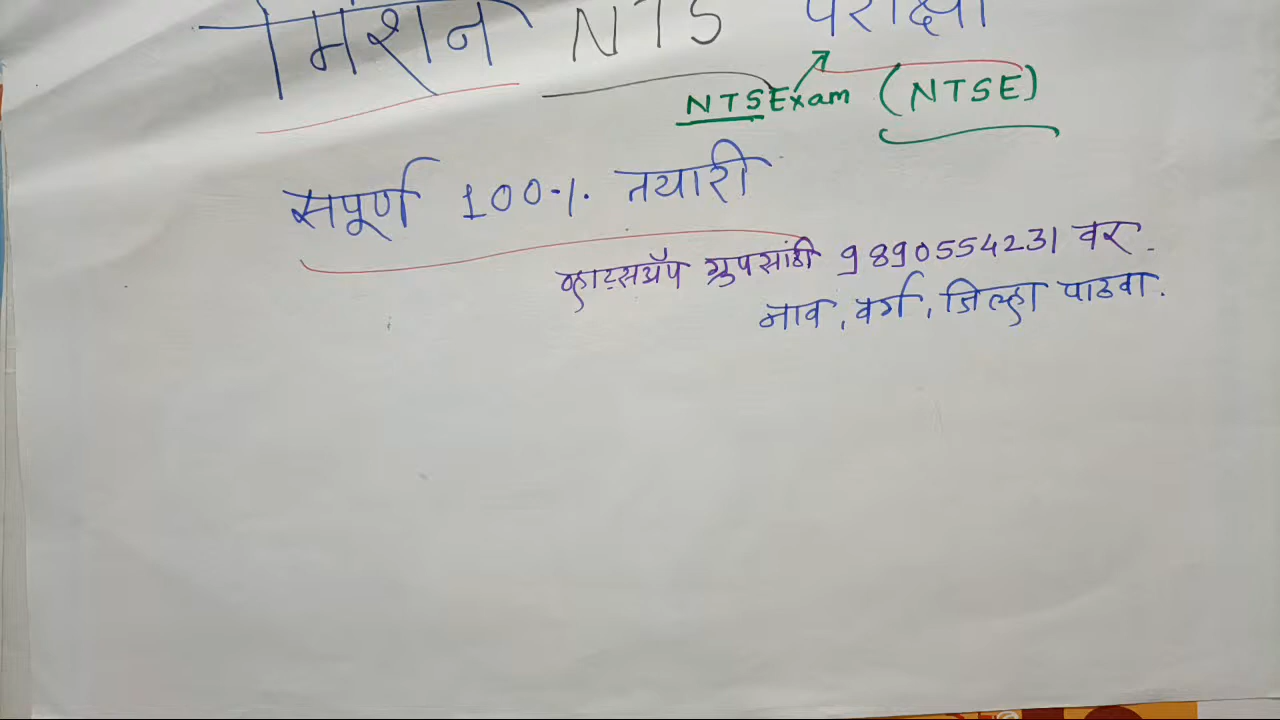 मिशन NTS परीक्षा
NTSExam (NTSE)
सपूर्ण 100% तयारी
व्हाट्सअॅप ग्रुपसाठी 9890554231 वर.
नाव, वर्ग, जिल्हा पाठवा.